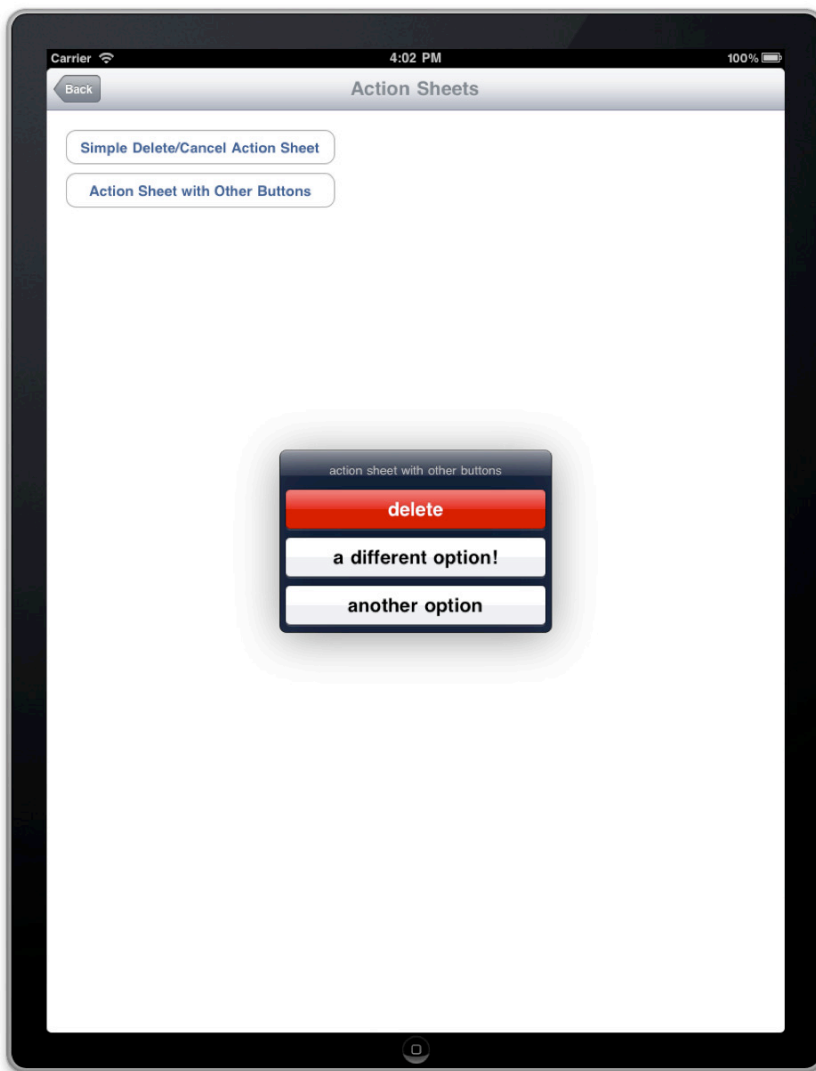 Carrier 4:02 PM 100%
Back Action Sheets
Simple Delete/Cancel Action Sheet
Action Sheet with Other Buttons
action sheet with other buttons
delete
a different option!
another option